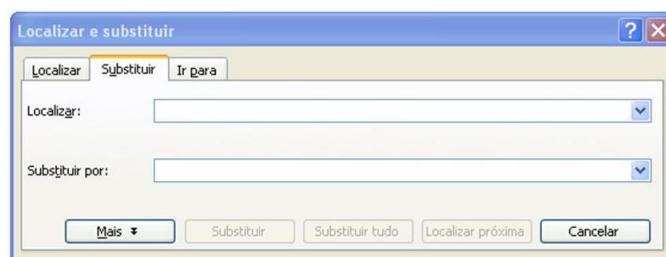 Localizar e substituir
Localizar Substituir Ir para
Localizar:
Substituir por:
Mais Substituir Substituir tudo Localizar próxima Cancelar